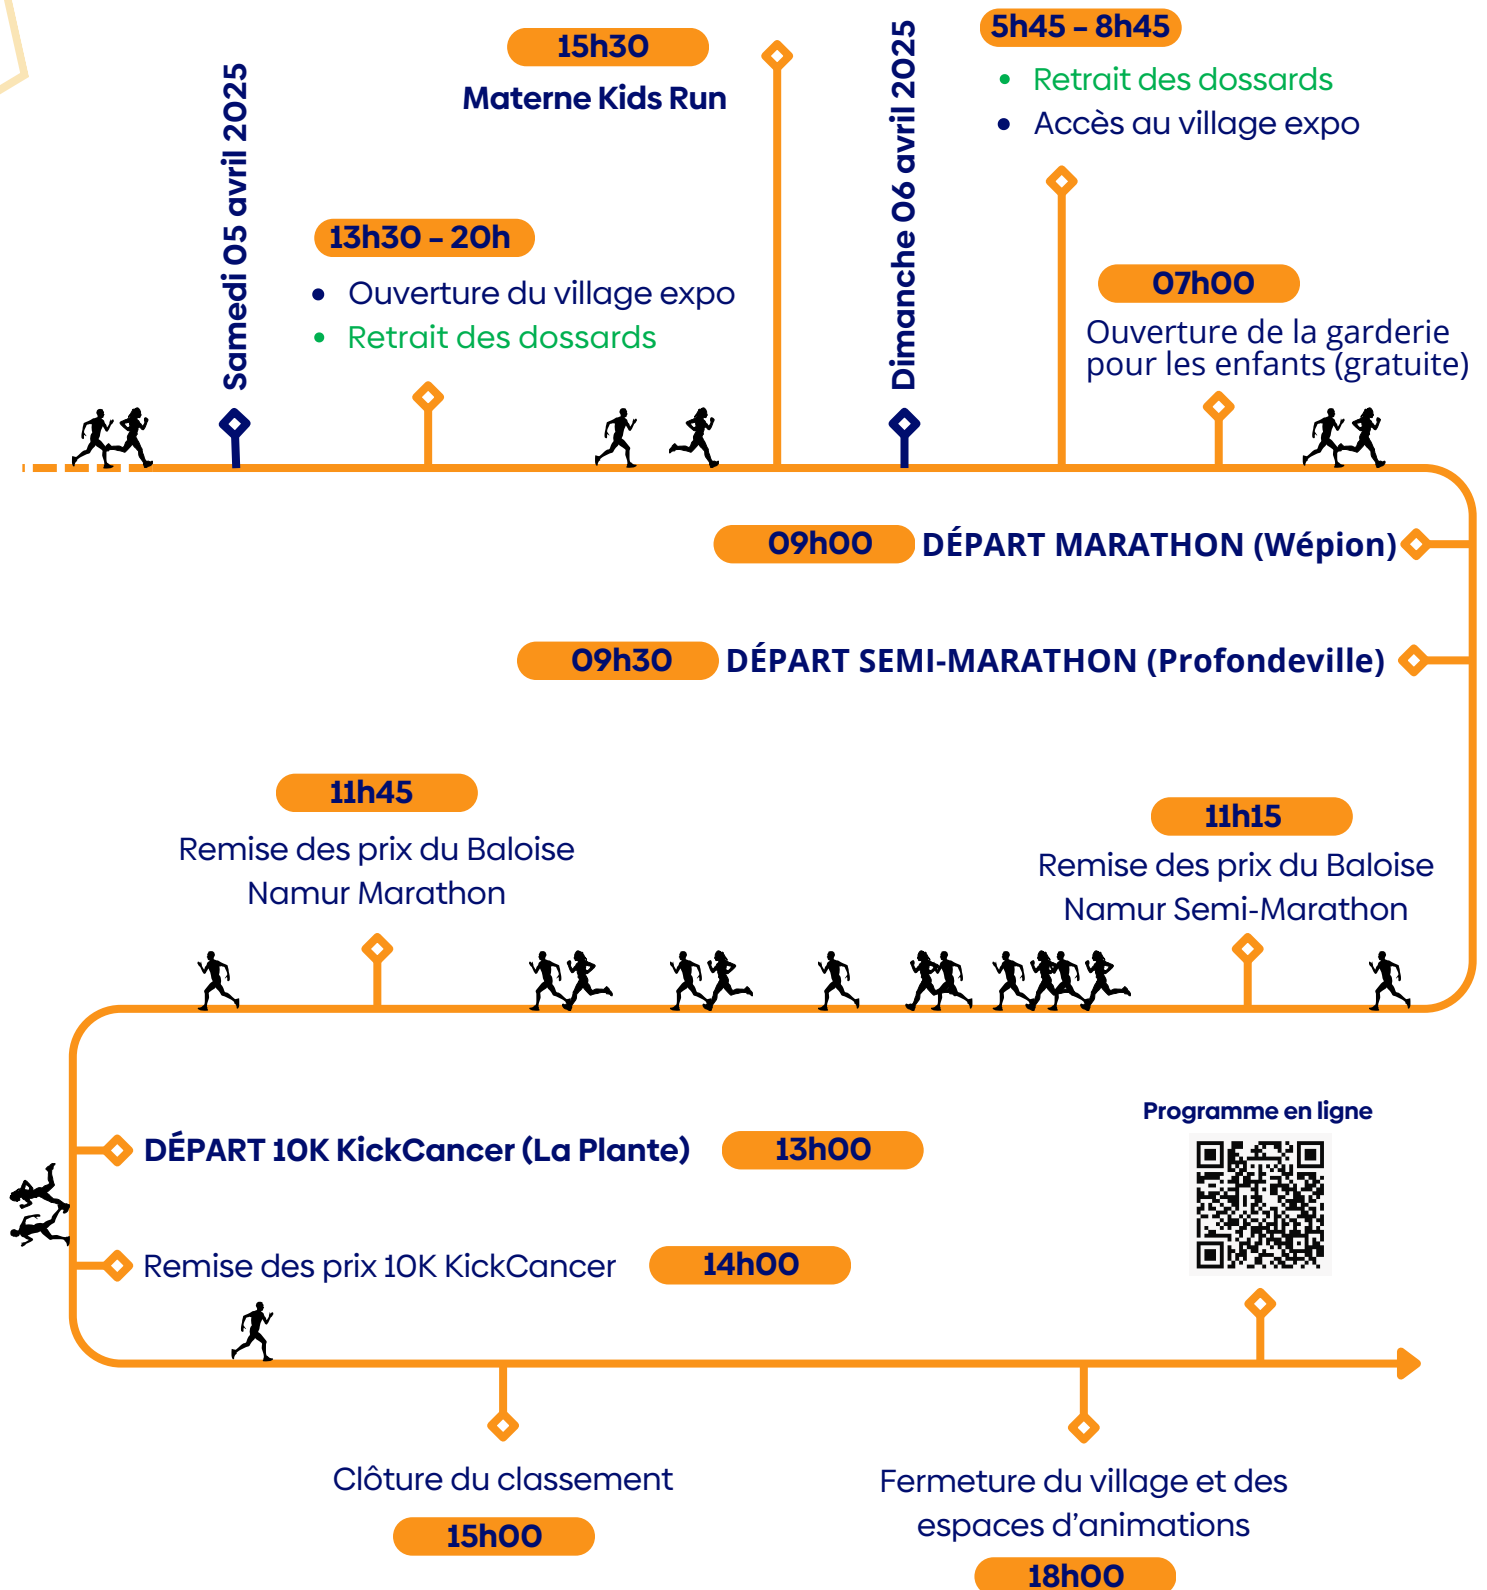 Samedi 05 avril 2025
13h30 - 20h
• Ouverture du village expo
• Retrait des dossards
15h30
Materne Kids Run
Dimanche 06 avril 2025
5h45 - 8h45
• Retrait des dossards
• Accès au village expo
07h00
Ouverture de la garderie
pour les enfants (gratuite)
09h00 DÉPART MARATHON (Wépion)
09h30 DÉPART SEMI-MARATHON (Profondeville)
11h15
Remise des prix du Baloise
Namur Semi-Marathon
11h45
Remise des prix du Baloise
Namur Marathon
DÉPART 10K KickCancer (La Plante) 13h00
Remise des prix 10K KickCancer 14h00
Programme en ligne
Clôture du classement
15h00
Fermeture du village et des
espaces d'animations
18h00